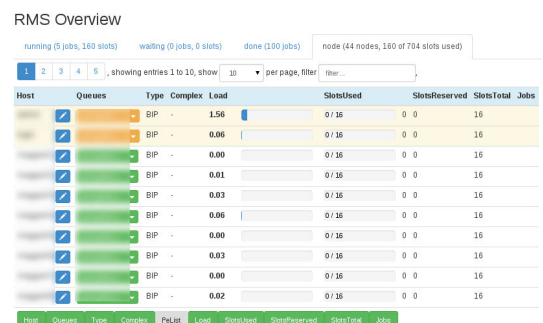 RMS Overview
running (5 jobs, 160 slots) waiting (0 jobs, 0 slots) done (100 jobs) node (44 nodes, 160 of 704 slots used)
1 2 3 4 5 , showing entries 1 to 10, show 10 per page, filter filter... .
Host Queues Type Complex Load SlotsUsed SlotsReserved SlotsTotal Jobs
BIP - 1.56 0 / 16 0 0 16
BIP - 0.06 0 / 16 0 0 16
BIP - 0.00 0 / 16 0 0 16
BIP - 0.01 0 / 16 0 0 16
BIP - 0.03 0 / 16 0 0 16
BIP - 0.06 0 / 16 0 0 16
BIP - 0.00 0 / 16 0 0 16
BIP - 0.03 0 / 16 0 0 16
BIP - 0.00 0 / 16 0 0 16
BIP - 0.02 0 / 16 0 0 16
Host Queues Type Complex PeList Load SlotsUsed SlotsReserved SlotsTotal Jobs